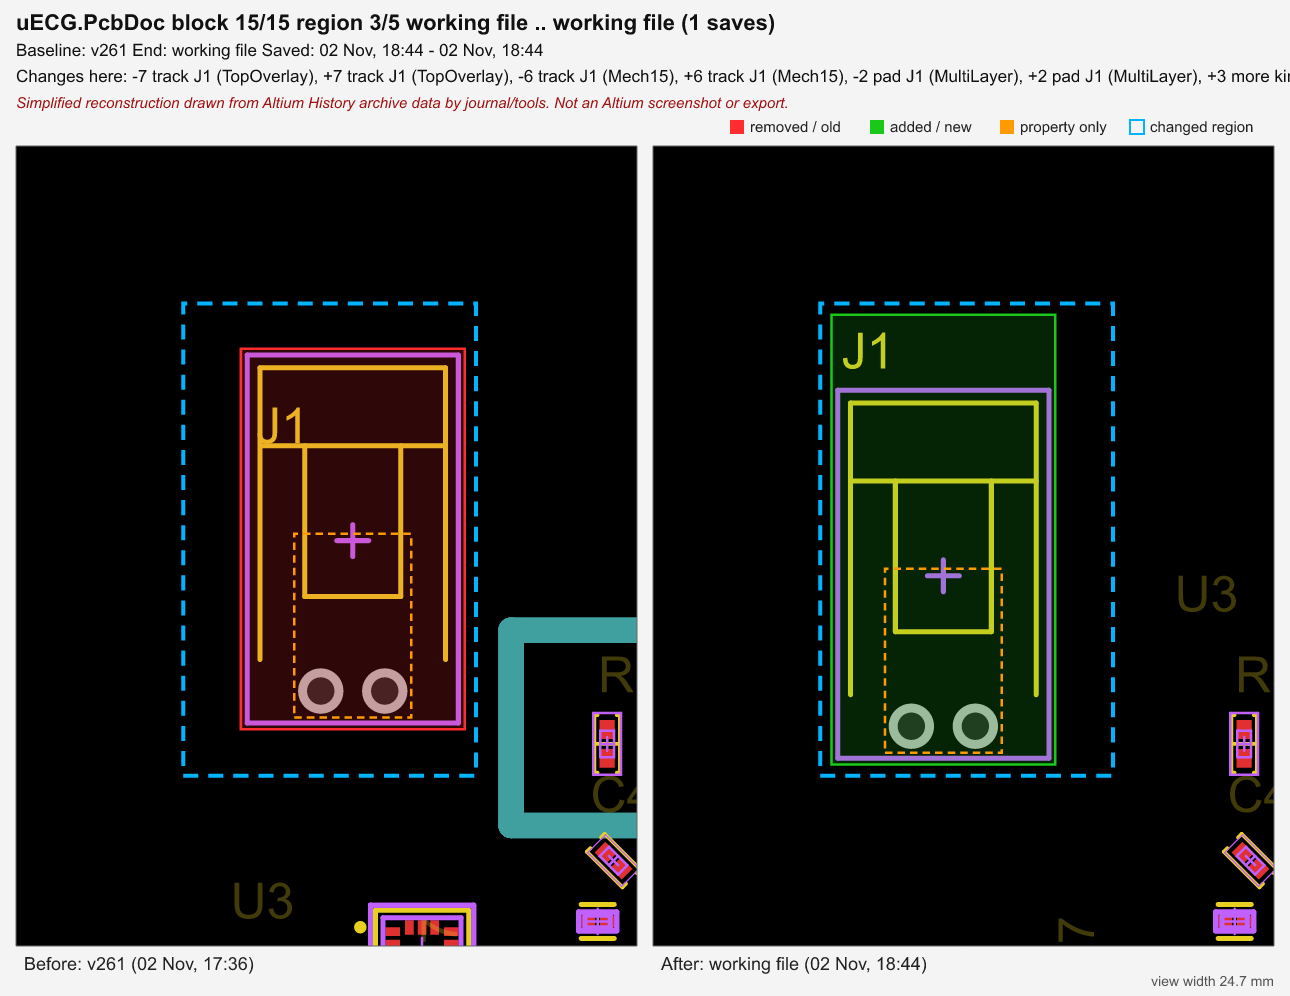 uECG.PcbDoc block 15/15 region 3/5 working file .. working file (1 saves)
Baseline: v261 End: working file Saved: 02 Nov, 18:44 - 02 Nov, 18:44
Changes here: -7 track J1 (TopOverlay), +7 track J1 (TopOverlay), -6 track J1 (Mech15), +6 track J1 (Mech15), -2 pad J1 (MultiLayer), +2 pad J1 (MultiLayer), +3 more
Simplified reconstruction drawn from Altium History archive data by journal/tools. Not an Altium screenshot or export.
removed / old added / new property only changed region
J1
R
C4
U3
J1
U3
R
C4
7
Before: v261 (02 Nov, 17:36)
After: working file (02 Nov, 18:44)
view width 24.7 mm